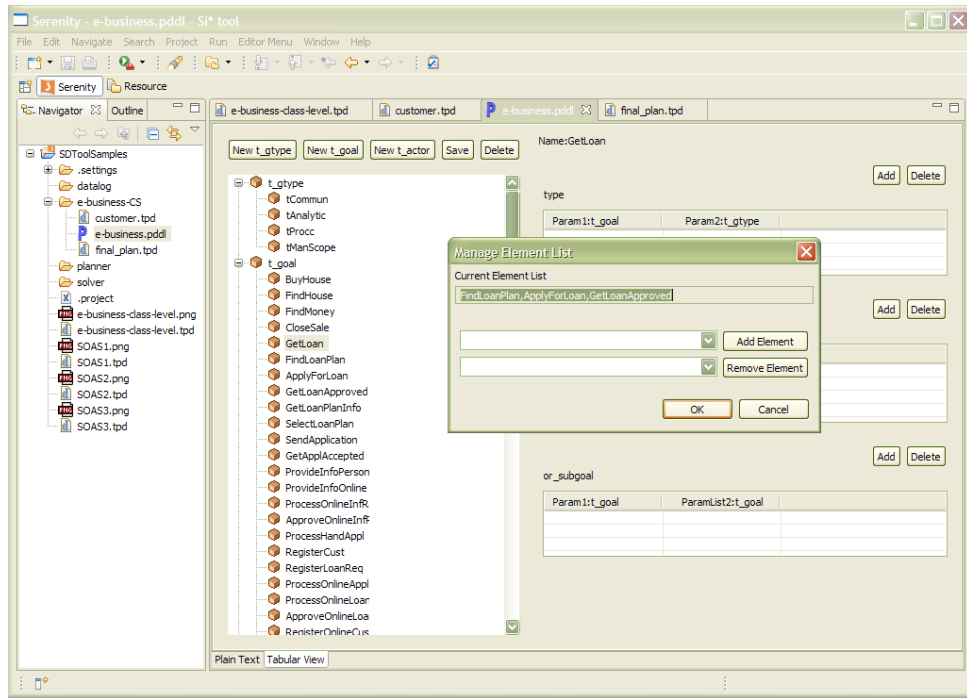 Serenity - e-business.pddl - Si* tool
File Edit Navigate Search Project Run Editor Menu Window Help
Serenity Resource
Navigator Outline
e-business-class-level.tpd customer.tpd e-business.pddl final_plan.tpd
SDToolSamples
.settings
datalog
e-business-CS
customer.tpd
e-business.pddl
final_plan.tpd
planner
solver
.project
e-business-class-level.png
e-business-dass-level.tpd
SOAS1.png
SOAS1.tpd
SOAS2.png
SOAS2.tpd
SOAS3.png
SOAS3.tpd
New t_gtype New t_goal New t_actor Save Delete
t_gtype
tCommun
tAnalytic
tProcc
tManScope
t_goal
BuyHouse
FindHouse
FindMoney
CloseSale
GetLoan
FindLoanPlan
ApplyForLoan
GetLoanApproved
GetLoanPlanInfo
SelectLoanPlan
SendApplication
GetApplAccepted
ProvideInfoPerson
ProvideInfoOnline
ProcessOnlineInfR
ApproveOnlineInfF
ProcessHandAppl
RegisterCust
RegisterLoanReq
ProcessOnlineAppl
ProcessOnlineLoar
ApproveOnlineLoa
RegisterOnlineCus
Name:GetLoan
Add Delete
type
Param1:t_goal Param2:t_gtype
Manage Element List
Current Element List
FindLoanPlan,ApplyForLoan,GetLoanApproved
Add Element
Remove Element
OK Cancel
Add Delete
Add Delete
or_subgoal
Param1:t_goal ParamList2:t_goal
Plain Text Tabular View